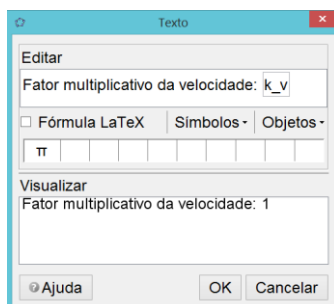 Texto
Editar
Fator multiplicativo da velocidade: k_v
Fórmula LaTeX Símbolos Objetos
π
Visualizar
Fator multiplicativo da velocidade: 1
Ajuda OK Cancelar